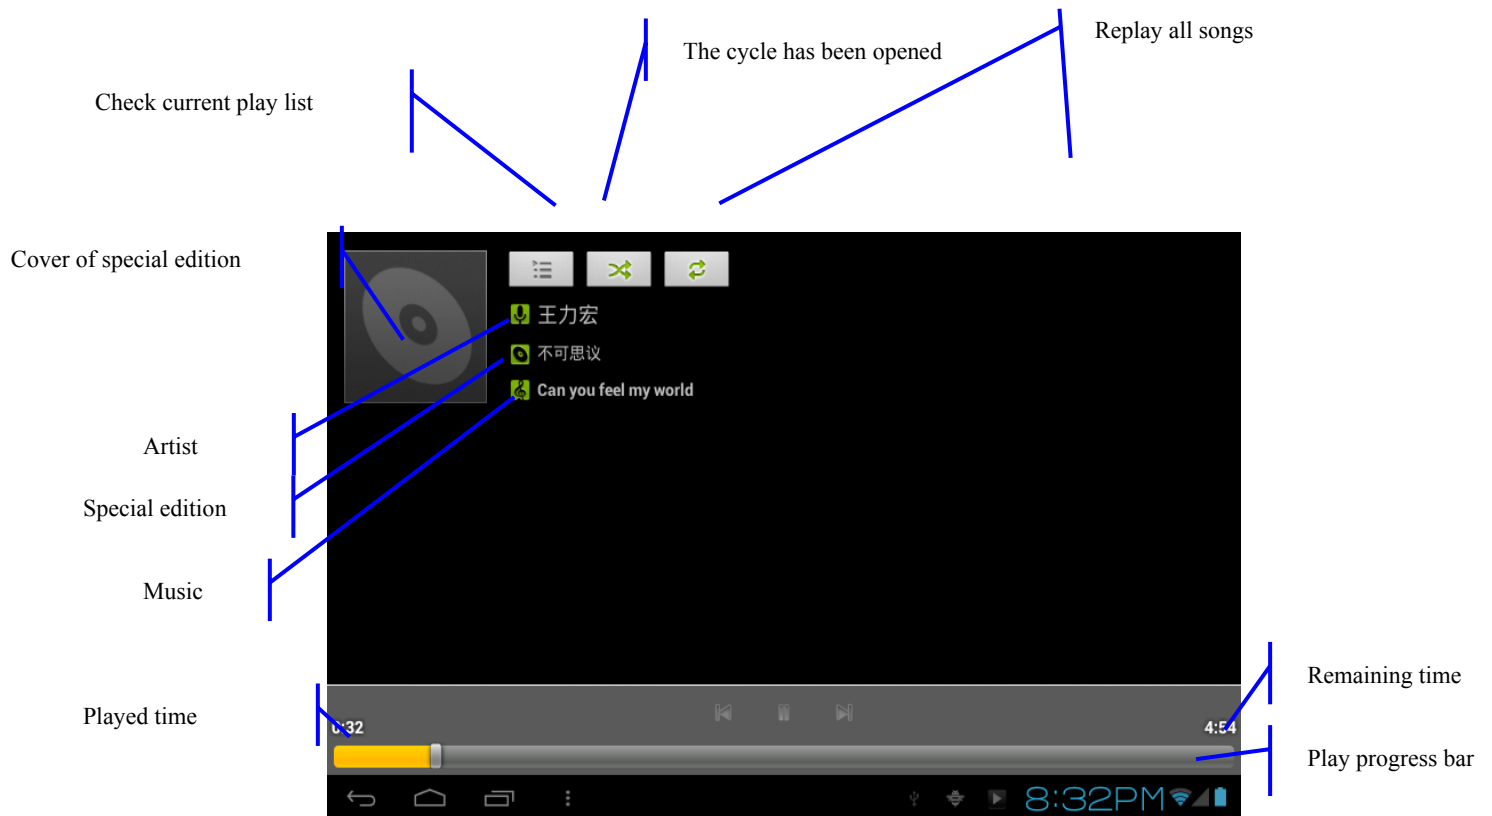 Replay all songs
The cycle has been opened
Check current play list
Cover of special edition
王力宏
不可思议
Can you feel my world
Artist
Special edition
Music
Remaining time
Played time
0:32
4:54
Play progress bar
8:32PM